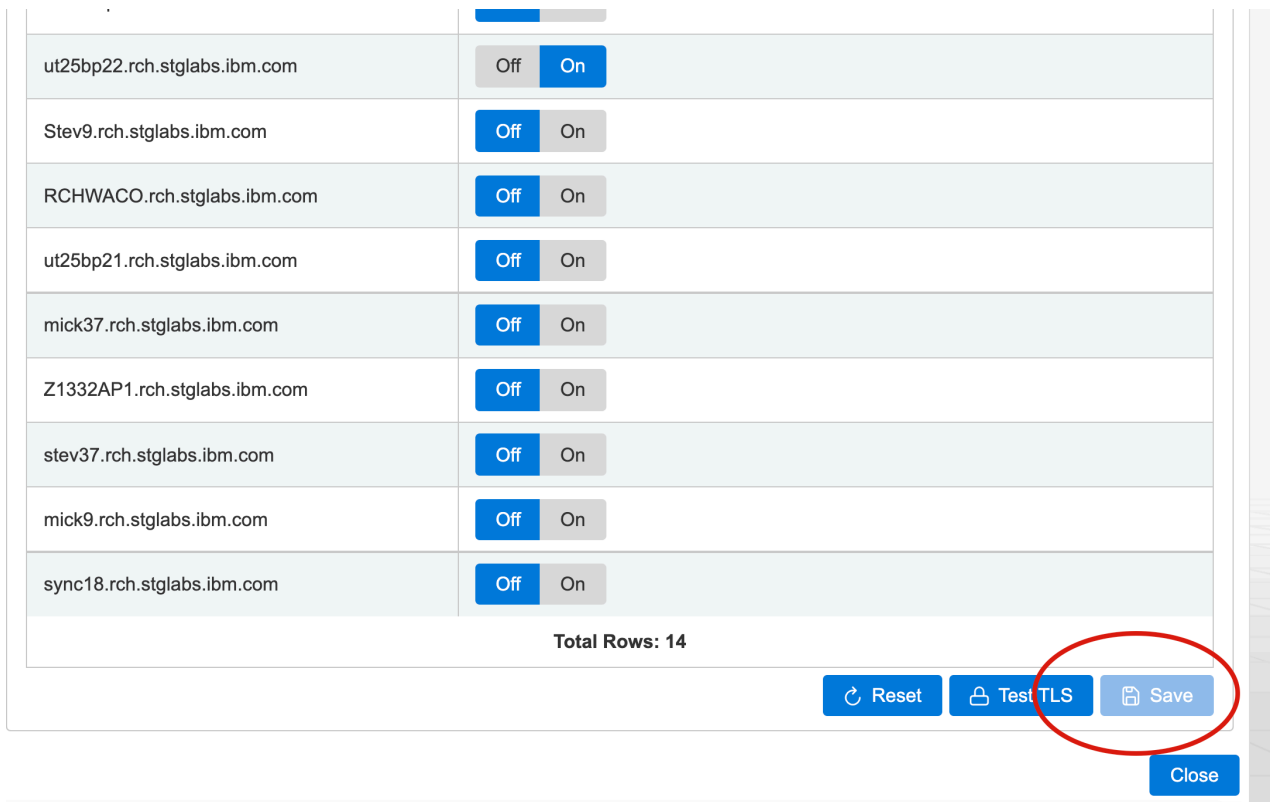 ut25bp22.rch.stglabs.ibm.com Off On
Stev9.rch.stglabs.ibm.com Off On
RCHWACO.rch.stglabs.ibm.com Off On
ut25bp21.rch.stglabs.ibm.com Off On
mick37.rch.stglabs.ibm.com Off On
Z1332AP1.rch.stglabs.ibm.com Off On
stev37.rch.stglabs.ibm.com Off On
mick9.rch.stglabs.ibm.com Off On
sync18.rch.stglabs.ibm.com Off On
Total Rows: 14
Reset Test TLS Save
Close